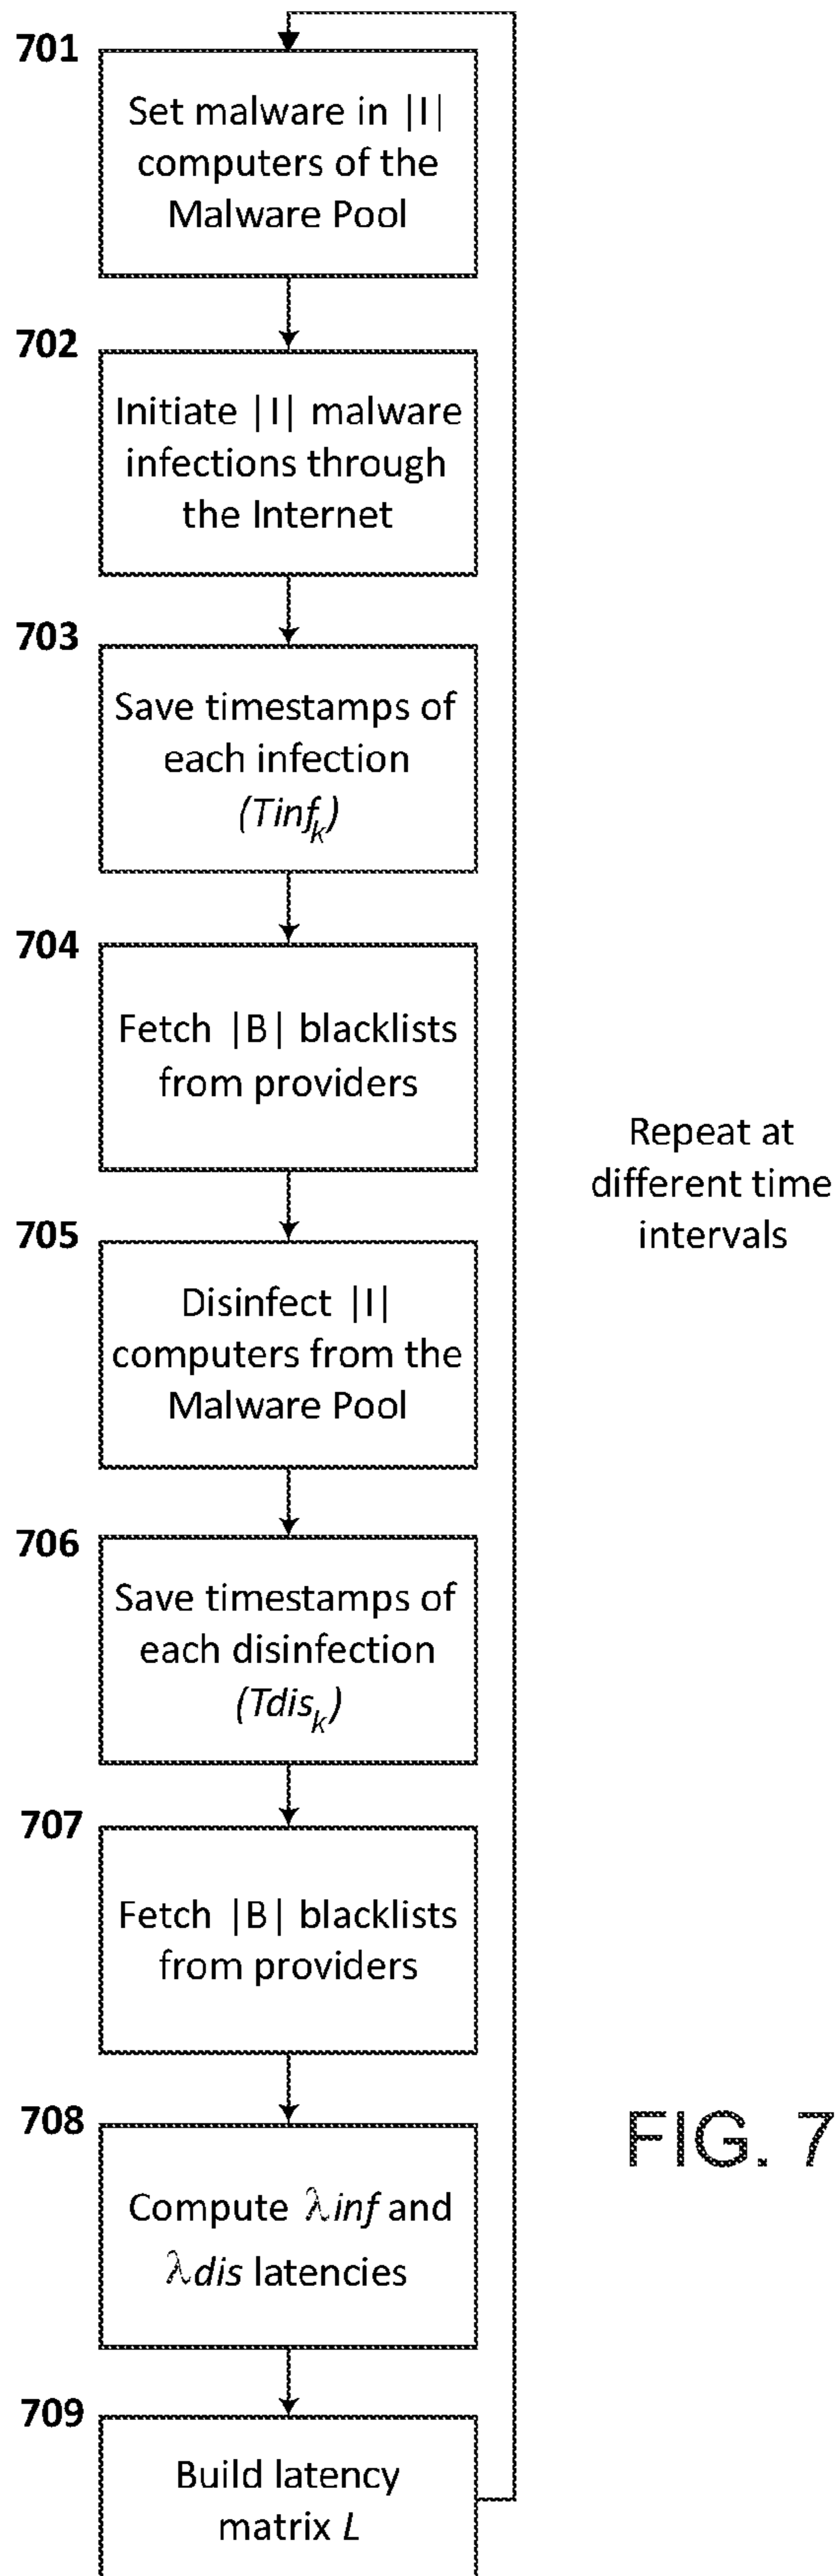 701
Set malware in |I|
computers of the
Malware Pool
702
Initiate |I| malware
infections through
the Internet
703
Save timestamps of
each infection
(Tinfk)
704
Fetch |B| blacklists
from providers
Repeat at
different time
intervals
705
Disinfect |I|
computers from the
Malware Pool
706
Save timestamps of
each disinfection
(Tdisk)
707
Fetch |B| blacklists
from providers
708
Compute λinf and
λdis latencies
709
Build latency
matrix L
FIG. 7